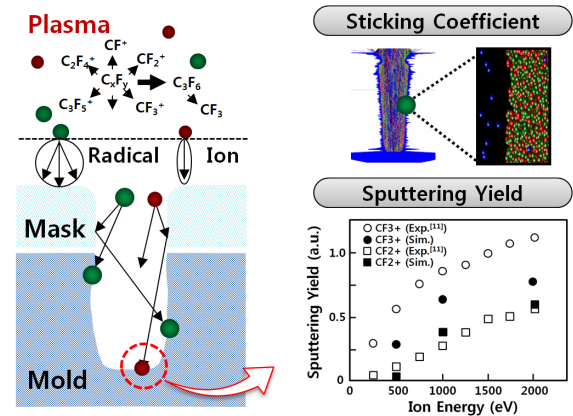 Plasma
CF⁺
C₂F₄⁺
CF₂⁺
CₓFᵧ
C₃F₆
C₃F₅⁺
CF₃⁺
CF₃
Radical
Ion
Mask
Mold
Sticking Coefficient
Sputtering Yield
CF3+ (Exp.[11])
CF3+ (Sim.)
CF2+ (Exp.[11])
CF2+ (Sim.)
Sputtering Yield (a.u.)
1.0
0.5
0
0
500
1000
1500
2000
Ion Energy (eV)